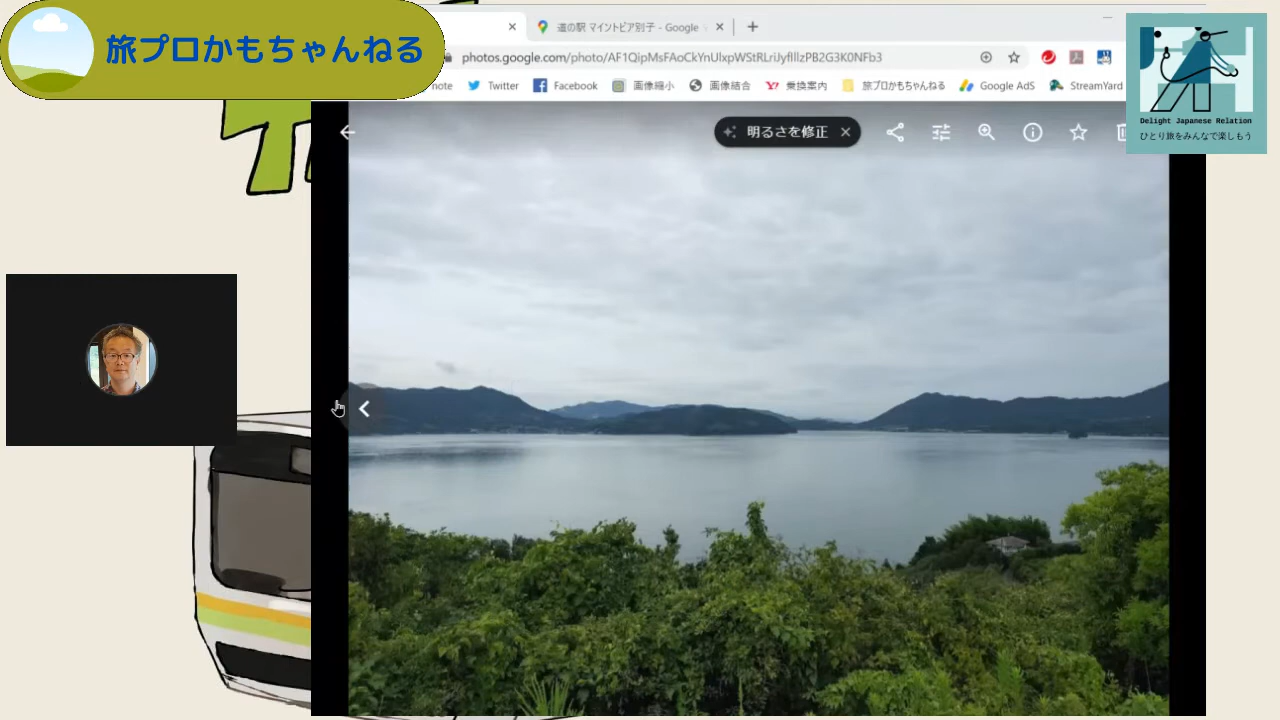 旅プロかもちゃんねる
道の駅 マイントピア別子 - Google
photos.google.com/photo/
note
Twitter
Facebook
画像縮小
画像結合
乗換案内
旅プロかもちゃんねる
Google AdS
StreamYard
明るさを修正
Delight Japanese Relation
ひとり旅をみんなで楽しもう